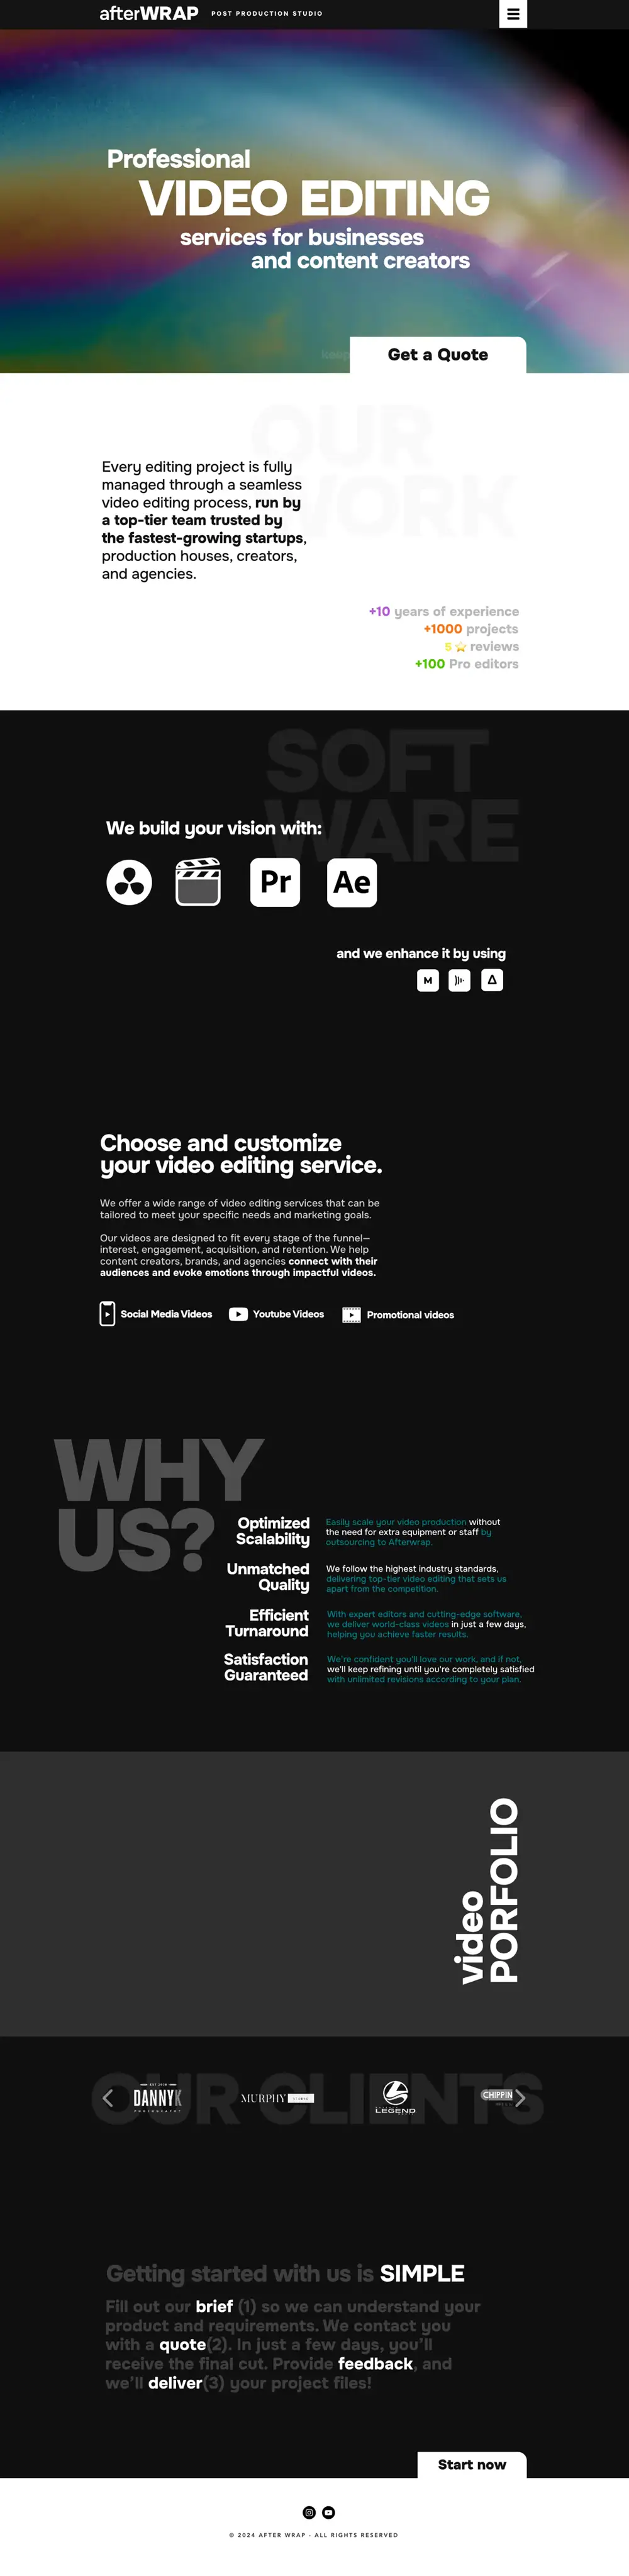 afterWRAP
POST PRODUCTION STUDIO
Professional
VIDEO EDITING
services for businesses
and content creators
keep
Get a Quote
OUR
WORK
Every editing project is fully
managed through a seamless
video editing process, run by
a top-tier team trusted by
the fastest-growing startups,
production houses, creators,
and agencies.
+10 years of experience
+1000 projects
5 ⭐ reviews
+100 Pro editors
SOFT
WARE
We build your vision with:
Pr
Ae
and we enhance it by using
M
Choose and customize
your video editing service.
We offer a wide range of video editing services that can be
tailored to meet your specific needs and marketing goals.
Our videos are designed to fit every stage of the funnel—
interest, engagement, acquisition, and retention. We help
content creators, brands, and agencies connect with their
audiences and evoke emotions through impactful videos.
Social Media Videos
Youtube Videos
Promotional videos
WHY
US?
Optimized
Scalability
Easily scale your video production without
the need for extra equipment or staff by
outsourcing to Afterwrap.
Unmatched
Quality
We follow the highest industry standards,
delivering top-tier video editing that sets us
apart from the competition.
Efficient
Turnaround
With expert editors and cutting-edge software,
we deliver world-class videos in just a few days,
helping you achieve faster results.
Satisfaction
Guaranteed
We're confident you'll love our work, and if not,
we'll keep refining until you're completely satisfied
with unlimited revisions according to your plan.
video
PORFOLIO
OUR CLIENTS
DANNYK
PHOTOGRAPHY
MURPHY
LEGEND
CHIPPIN
Getting started with us is SIMPLE
Fill out our brief (1) so we can understand your
product and requirements. We contact you
with a quote(2). In just a few days, you'll
receive the final cut. Provide feedback, and
we'll deliver(3) your project files!
Start now
© 2024 AFTER WRAP - ALL RIGHTS RESERVED